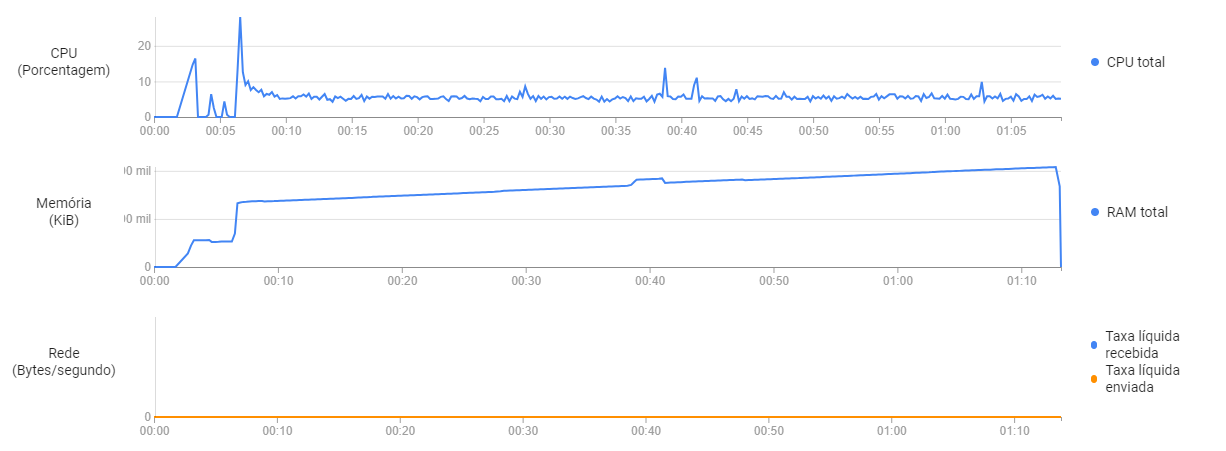 CPU
(Porcentagem)
20
10
0
00:00 00:05 00:10 00:15 00:20 00:25 00:30 00:35 00:40 00:45 00:50 00:55 01:00 01:05
CPU total
Memória
(KiB)
00 mil
00 mil
0
00:00 00:10 00:20 00:30 00:40 00:50 01:00 01:10
RAM total
Rede
(Bytes/segundo)
0
00:00 00:10 00:20 00:30 00:40 00:50 01:00 01:10
Taxa líquida
recebida
Taxa líquida
enviada